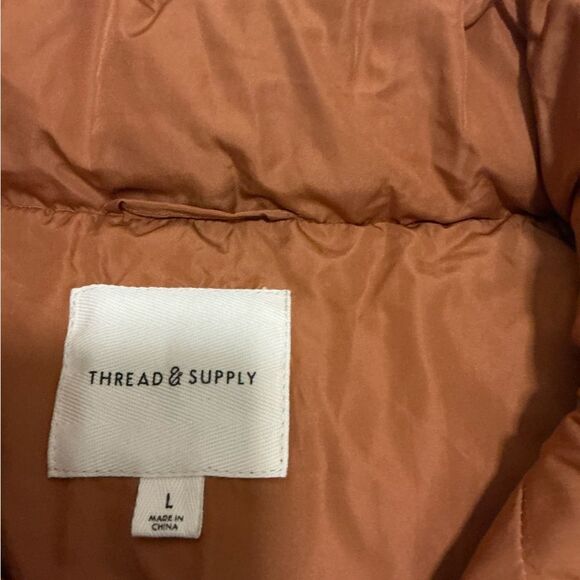 THREAD & SUPPLY
L
MADE IN
CHINA